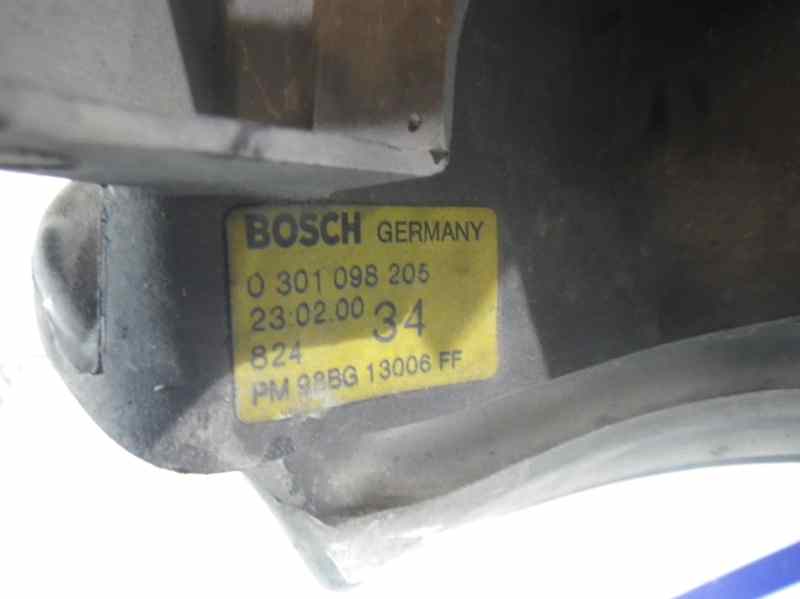 BOSCH GERMANY
0 301 098 205
23.02.00 34
824
PM 98BG 13006 FF